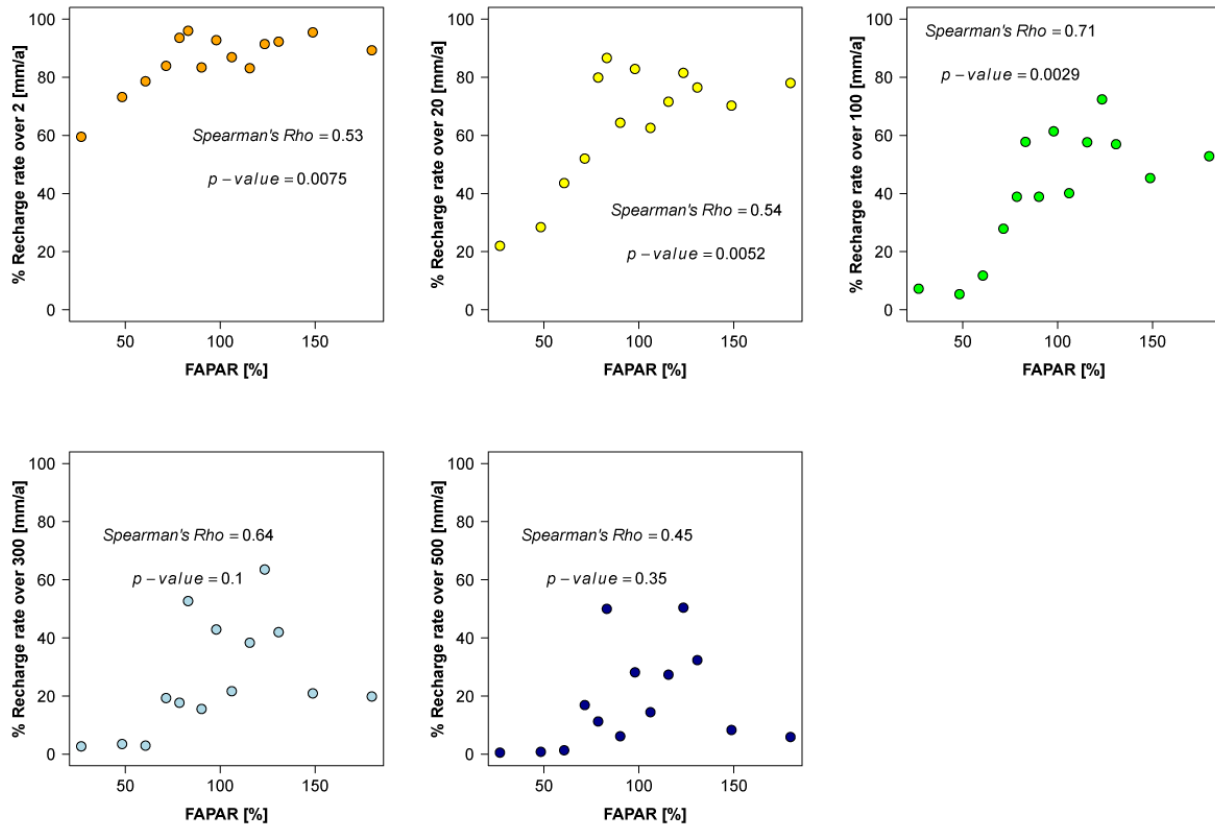 % Recharge rate over 2 [mm/a]
100
80
60
40
20
0
Spearman's Rho = 0.53
p − value = 0.0075
50
100
150
FAPAR [%]
% Recharge rate over 20 [mm/a]
100
80
60
40
20
0
Spearman's Rho = 0.54
p − value = 0.0052
50
100
150
FAPAR [%]
% Recharge rate over 100 [mm/a]
100
80
60
40
20
0
Spearman's Rho = 0.71
p − value = 0.0029
50
100
150
FAPAR [%]
% Recharge rate over 300 [mm/a]
100
80
60
40
20
0
Spearman's Rho = 0.64
p − value = 0.1
50
100
150
FAPAR [%]
% Recharge rate over 500 [mm/a]
100
80
60
40
20
0
Spearman's Rho = 0.45
p − value = 0.35
50
100
150
FAPAR [%]